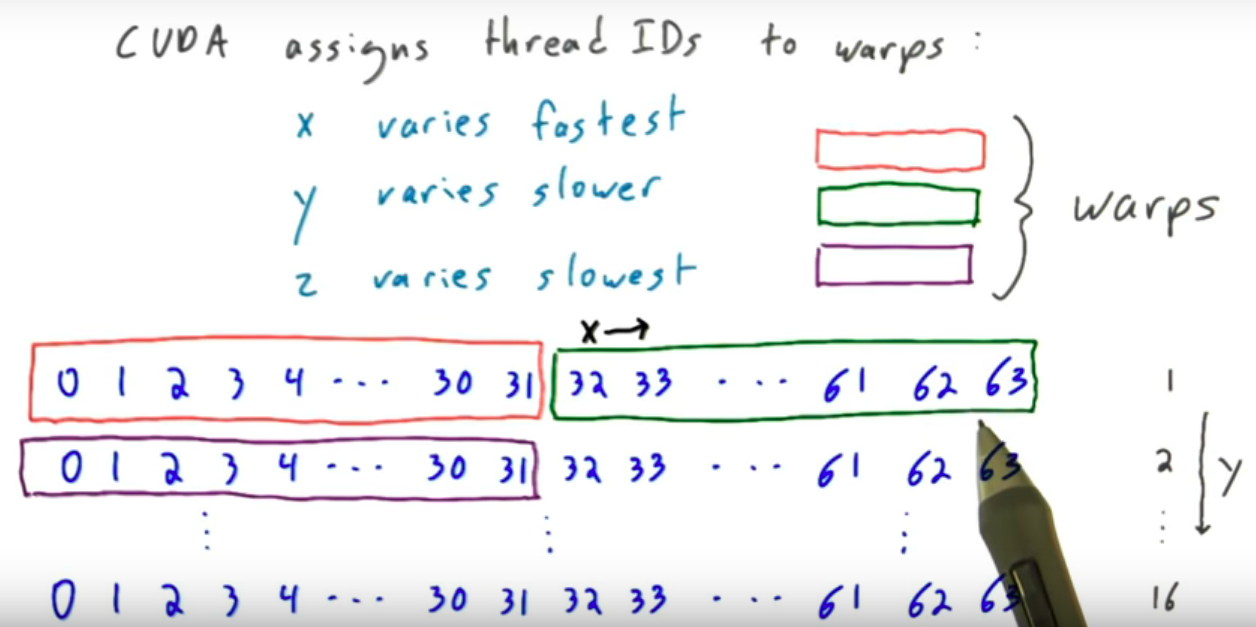 CUDA assigns thread IDs to warps:
x varies fastest
y varies slower
z varies slowest
warps
x→
0 1 2 3 4 ... 30 31 32 33 ... 61 62 63 1
0 1 2 3 4 ... 30 31 32 33 ... 61 62 63 2
y
0 1 2 3 4 ... 30 31 32 33 ... 61 62 63 16